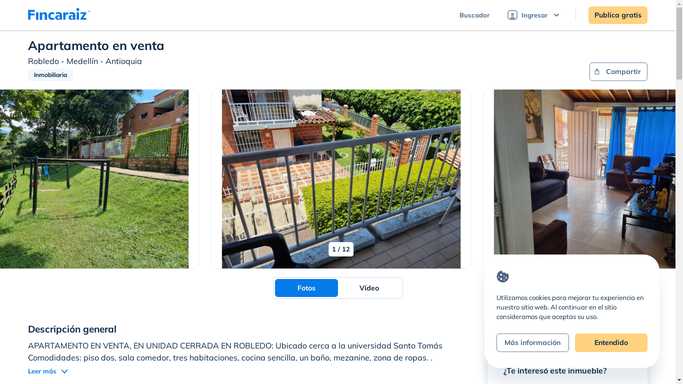 Fincaraiz
Buscador
Ingresar
Publica gratis
Apartamento en venta
Robledo - Medellín - Antioquia
Inmobiliaria
Compartir
1 / 12
Fotos
Video
Descripción general
APARTAMENTO EN VENTA, EN UNIDAD CERRADA EN ROBLEDO: Ubicado cerca a la universidad Santo Tomás
Comodidades: piso dos, sala comedor, tres habitaciones, cocina sencilla, un baño, mezanine, zona de ropas. .
Leer más
Utilizamos cookies para mejorar tu experiencia en
nuestro sitio web. Al continuar en el sitio
consideramos que aceptas su uso.
Más información
Entendido
¿Te interesó este inmueble?